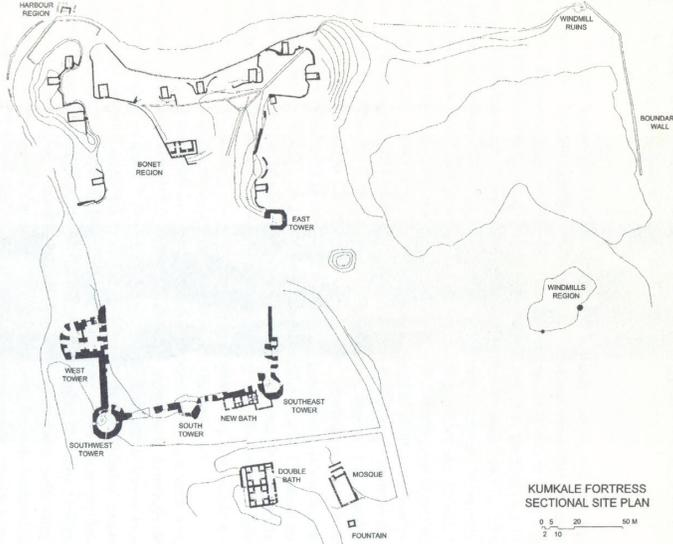 HARBOUR
REGION
WINDMILL
RUINS
BOUNDAR
WALL
BONET
REGION
EAST
TOWER
WINDMILLS
REGION
WEST
TOWER
SOUTHWEST
TOWER
SOUTH
TOWER
NEW BATH
SOUTHEAST
TOWER
DOUBLE
BATH
MOSQUE
FOUNTAIN
KUMKALE FORTRESS
SECTIONAL SITE PLAN
0 5 20 50 M
2 10